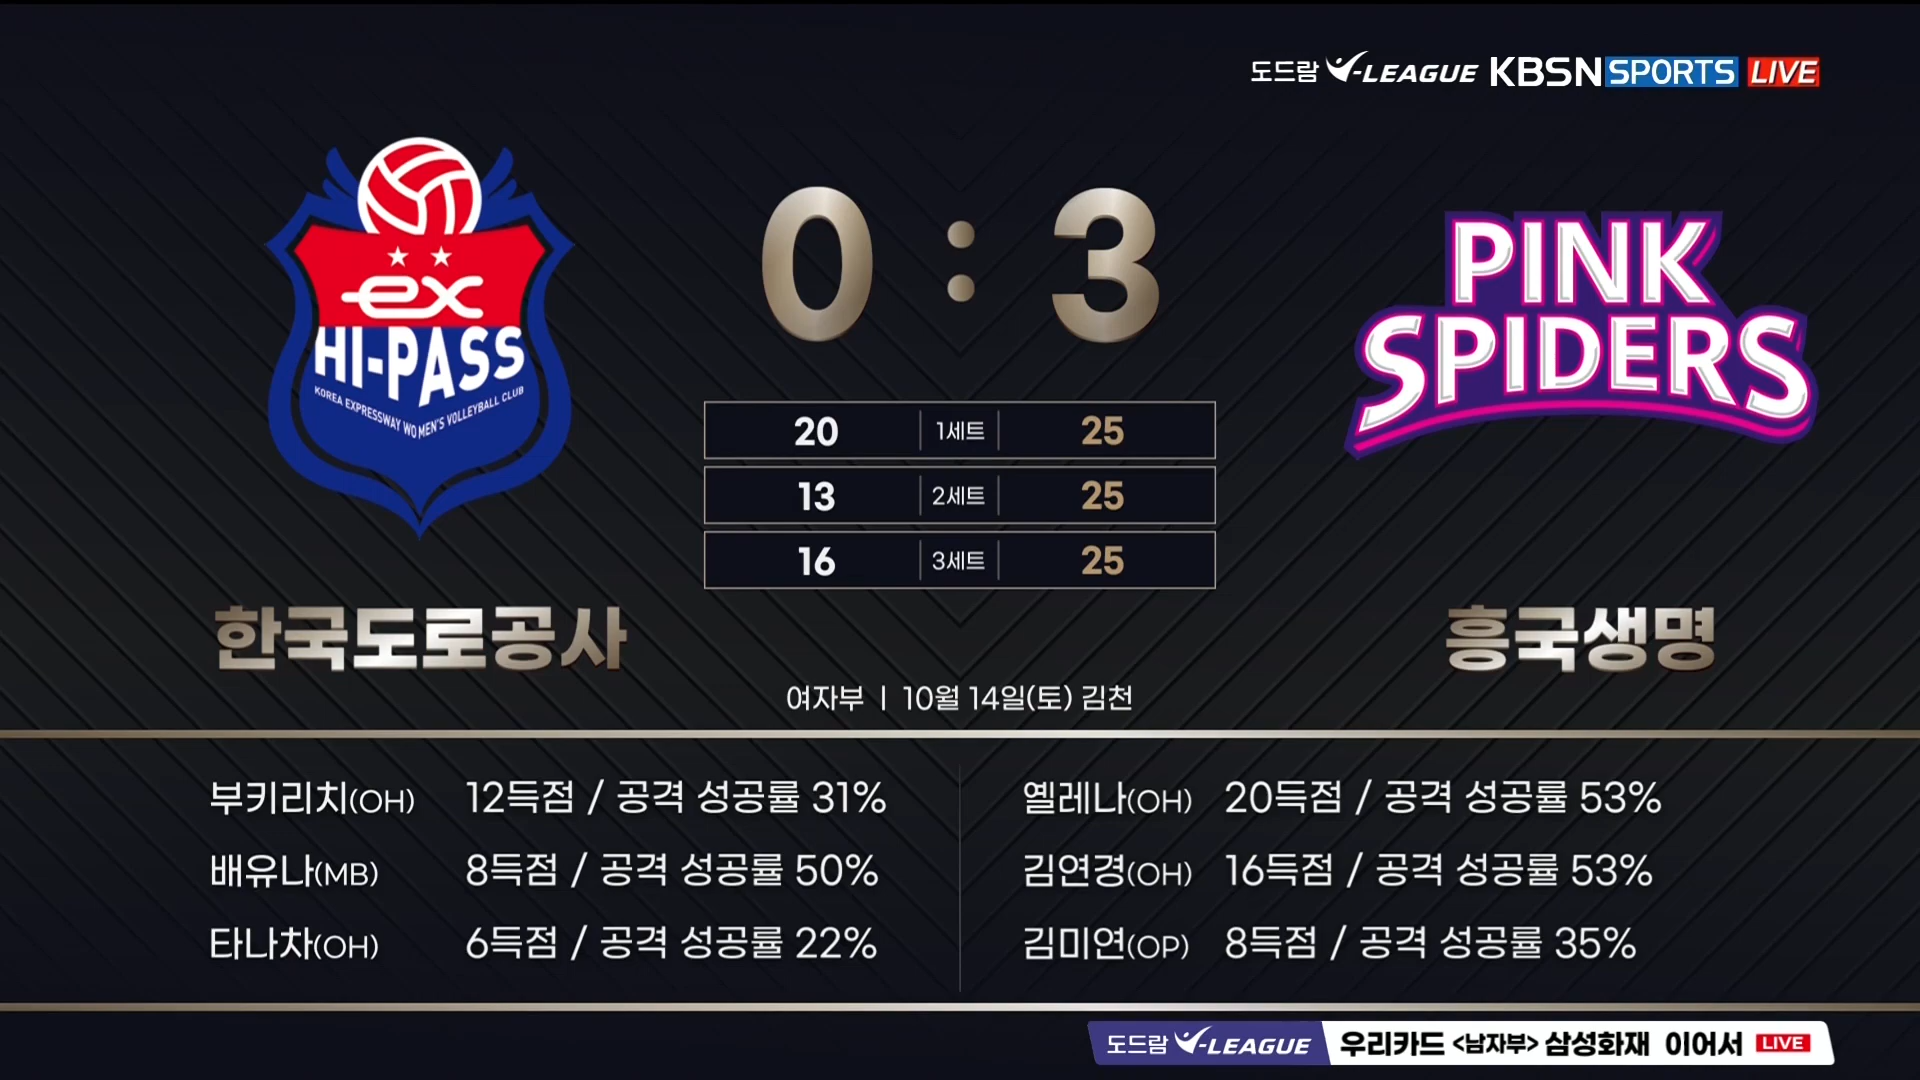 도드람 V-LEAGUE KBSN SPORTS LIVE
0 : 3
ex
HI-PASS
KOREA EXPRESSWAY WOMEN'S VOLLEYBALL CLUB
PINK
SPIDERS
20 1세트 25
13 2세트 25
16 3세트 25
한국도로공사
흥국생명
여자부 | 10월 14일(토) 김천
부키리치(OH) 12득점 / 공격 성공률 31%
배유나(MB) 8득점 / 공격 성공률 50%
타나차(OH) 6득점 / 공격 성공률 22%
옐레나(OH) 20득점 / 공격 성공률 53%
김연경(OH) 16득점 / 공격 성공률 53%
김미연(OP) 8득점 / 공격 성공률 35%
도드람 V-LEAGUE 우리카드 <남자부> 삼성화재 이어서 LIVE